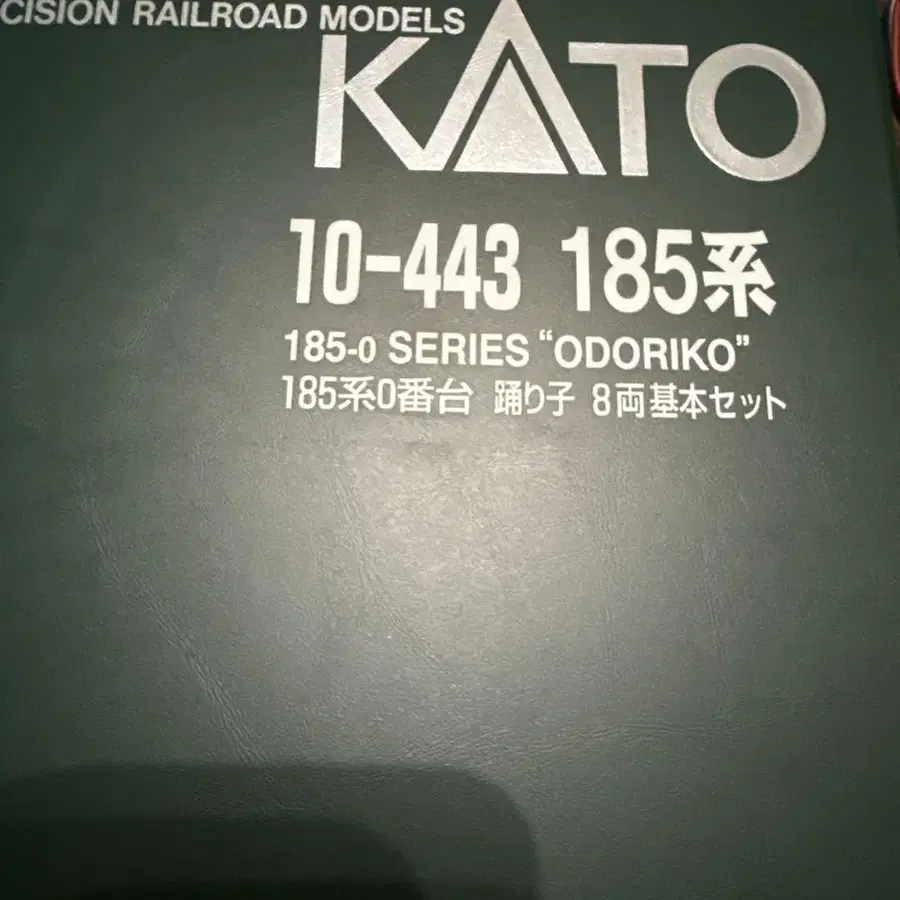 CISION RAILROAD MODELS
KATO
10-443 185系
185-0 SERIES “ODORIKO”
185系0番台 踊り子 8両基本セット